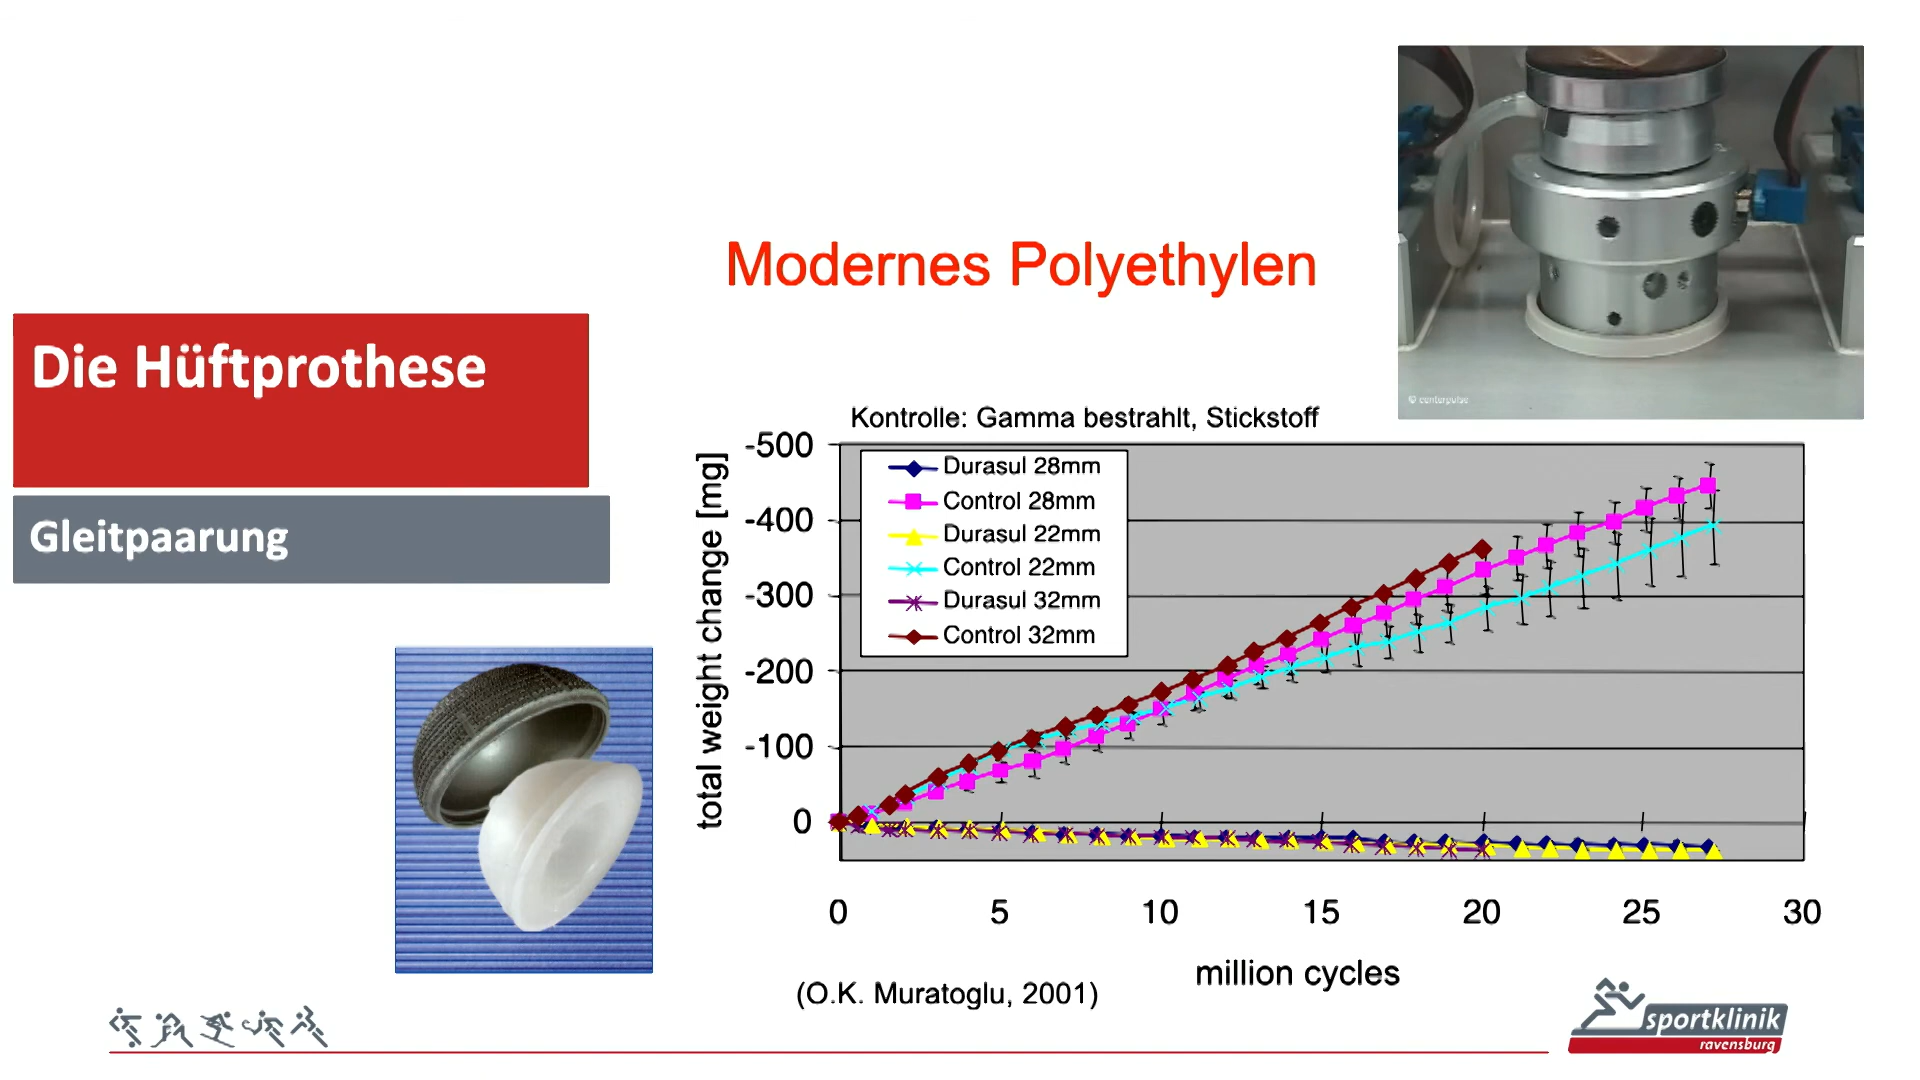 © centerpulse
Modernes Polyethylen
Die Hüftprothese
Gleitpaarung
Kontrolle: Gamma bestrahlt, Stickstoff
total weight change [mg]
-500
-400
-300
-200
-100
0
Durasul 28mm
Control 28mm
Durasul 22mm
Control 22mm
Durasul 32mm
Control 32mm
0 5 10 15 20 25 30
million cycles
(O.K. Muratoglu, 2001)
sportklinik
ravensburg